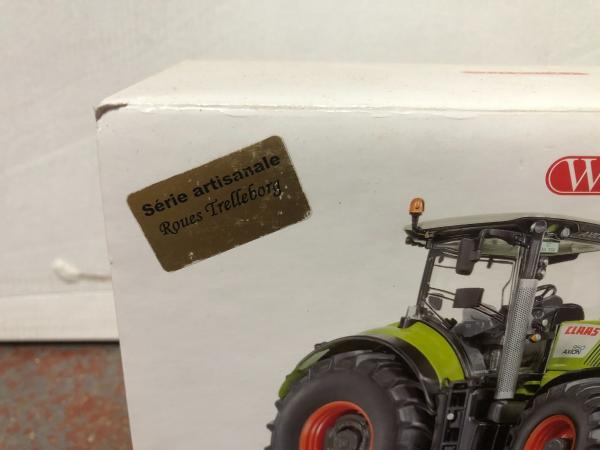 Série artisanale
Roues Trelleborg
W
CLAAS
AXION